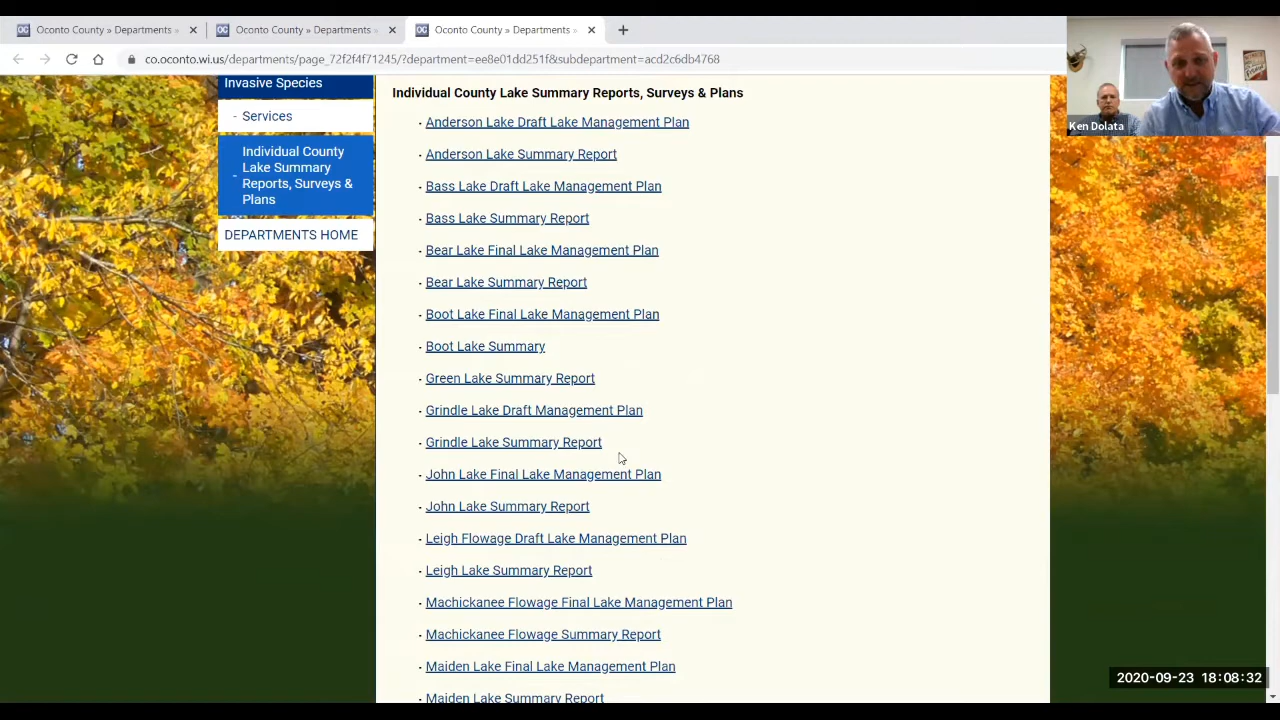 Oconto County » Departments »
Oconto County » Departments »
Oconto County » Departments »
co.oconto.wi.us/departments/page_72f2f4f71245/?department=ee8e01dd251f&subdepartment=acd2c6db4768
Ken Dolata
Invasive Species
- Services
- Individual County
Lake Summary
Reports, Surveys &
Plans
DEPARTMENTS HOME
Individual County Lake Summary Reports, Surveys & Plans
- Anderson Lake Draft Lake Management Plan
- Anderson Lake Summary Report
- Bass Lake Draft Lake Management Plan
- Bass Lake Summary Report
- Bear Lake Final Lake Management Plan
- Bear Lake Summary Report
- Boot Lake Final Lake Management Plan
- Boot Lake Summary
- Green Lake Summary Report
- Grindle Lake Draft Management Plan
- Grindle Lake Summary Report
- John Lake Final Lake Management Plan
- John Lake Summary Report
- Leigh Flowage Draft Lake Management Plan
- Leigh Lake Summary Report
- Machickanee Flowage Final Lake Management Plan
- Machickanee Flowage Summary Report
- Maiden Lake Final Lake Management Plan
- Maiden Lake Summary Report
2020-09-23 18:08:32